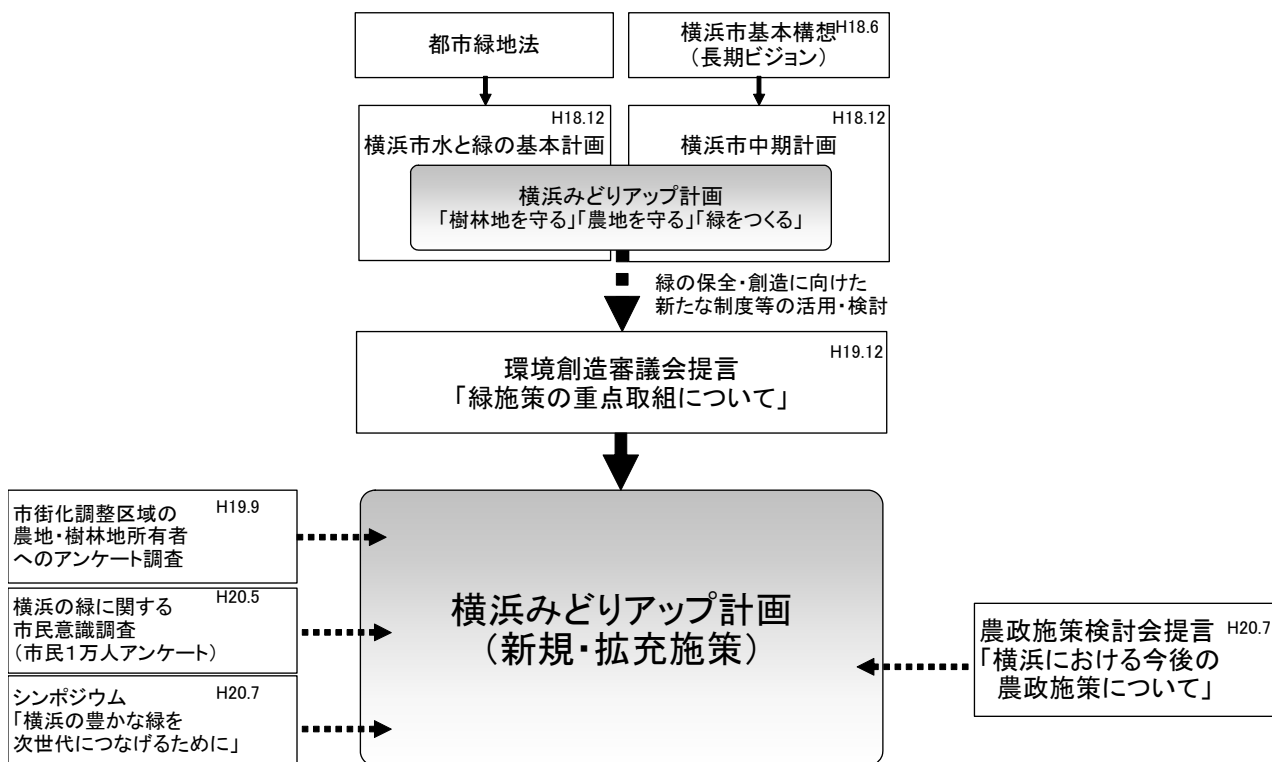 都市緑地法
横浜市基本構想
H18.6
（長期ビジョン）
H18.12
横浜市水と緑の基本計画
H18.12
横浜市中期計画
横浜みどりアップ計画
「樹林地を守る」「農地を守る」「緑をつくる」
緑の保全・創造に向けた
新たな制度等の活用・検討
H19.12
環境創造審議会提言
「緑施策の重点取組について」
市街化調整区域の
H19.9
農地・樹林地所有者
へのアンケート調査
横浜の緑に関する
H20.5
市民意識調査
（市民１万人アンケート）
シンポジウム
H20.7
「横浜の豊かな緑を
次世代につなげるために」
横浜みどりアップ計画
（新規・拡充施策）
農政施策検討会提言
H20.7
「横浜における今後の
農政施策について」